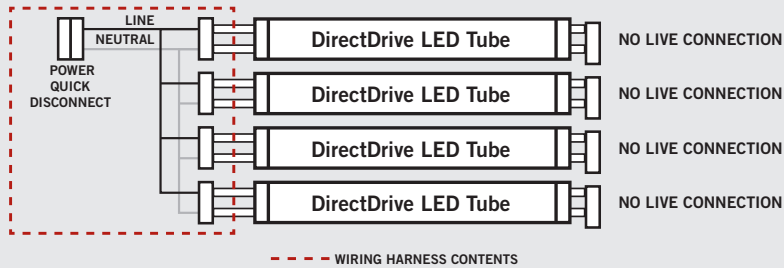 LINE
NEUTRAL
POWER
QUICK
DISCONNECT
DirectDrive LED Tube
NO LIVE CONNECTION
DirectDrive LED Tube
NO LIVE CONNECTION
DirectDrive LED Tube
NO LIVE CONNECTION
DirectDrive LED Tube
NO LIVE CONNECTION
WIRING HARNESS CONTENTS